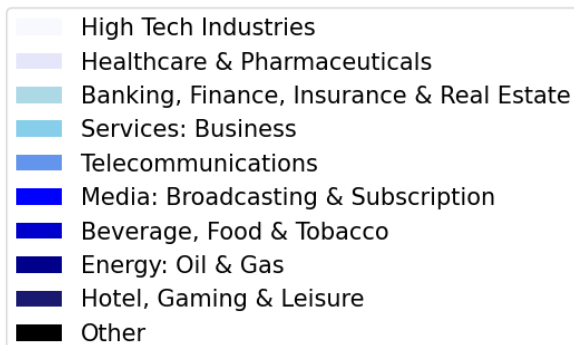 High Tech Industries
Healthcare & Pharmaceuticals
Banking, Finance, Insurance & Real Estate
Services: Business
Telecommunications
Media: Broadcasting & Subscription
Beverage, Food & Tobacco
Energy: Oil & Gas
Hotel, Gaming & Leisure
Other